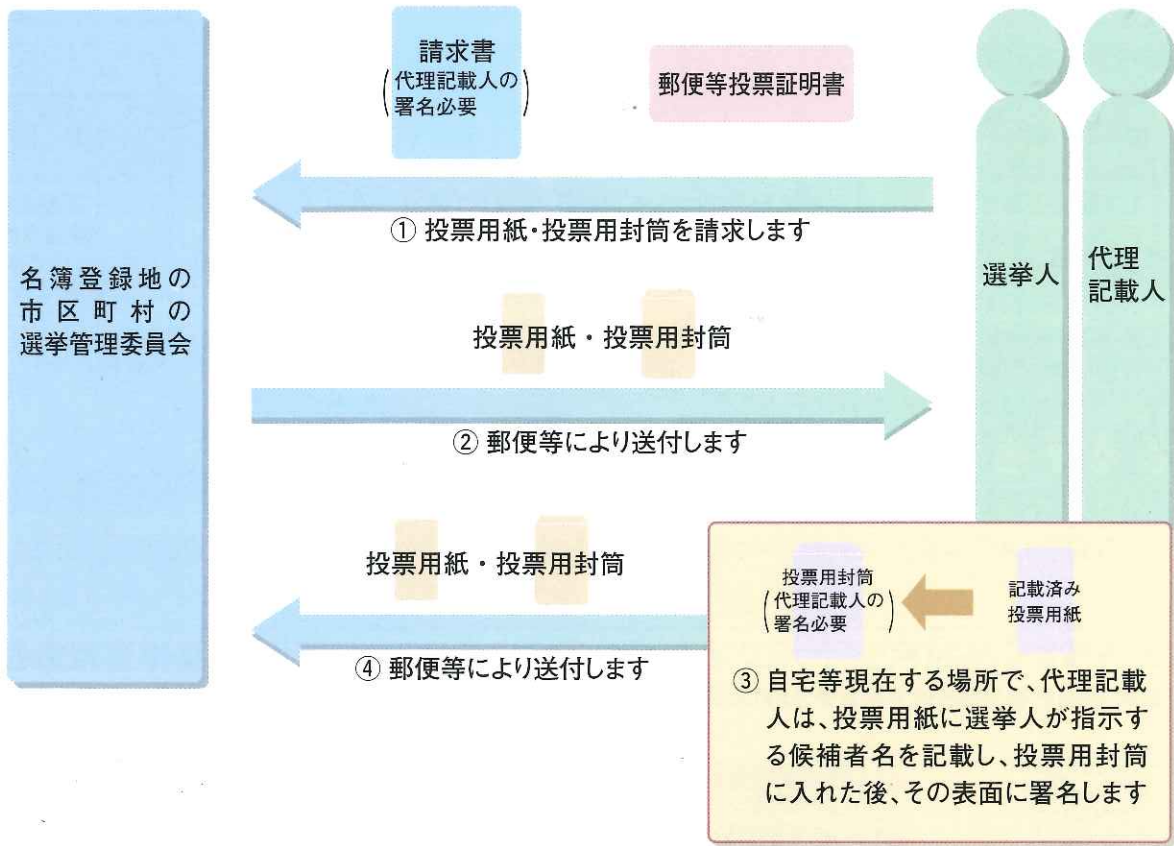 請求書
(代理記載人の
署名必要)
郵便等投票証明書
① 投票用紙・投票用封筒を請求します
名簿登録地の
市区町村の
選挙管理委員会
選挙人
代理
記載人
投票用紙・投票用封筒
② 郵便等により送付します
投票用紙・投票用封筒
④ 郵便等により送付します
投票用封筒
(代理記載人の
署名必要)
記載済み
投票用紙
③ 自宅等現在する場所で、代理記載
人は、投票用紙に選挙人が指示す
る候補者名を記載し、投票用封筒
に入れた後、その表面に署名します